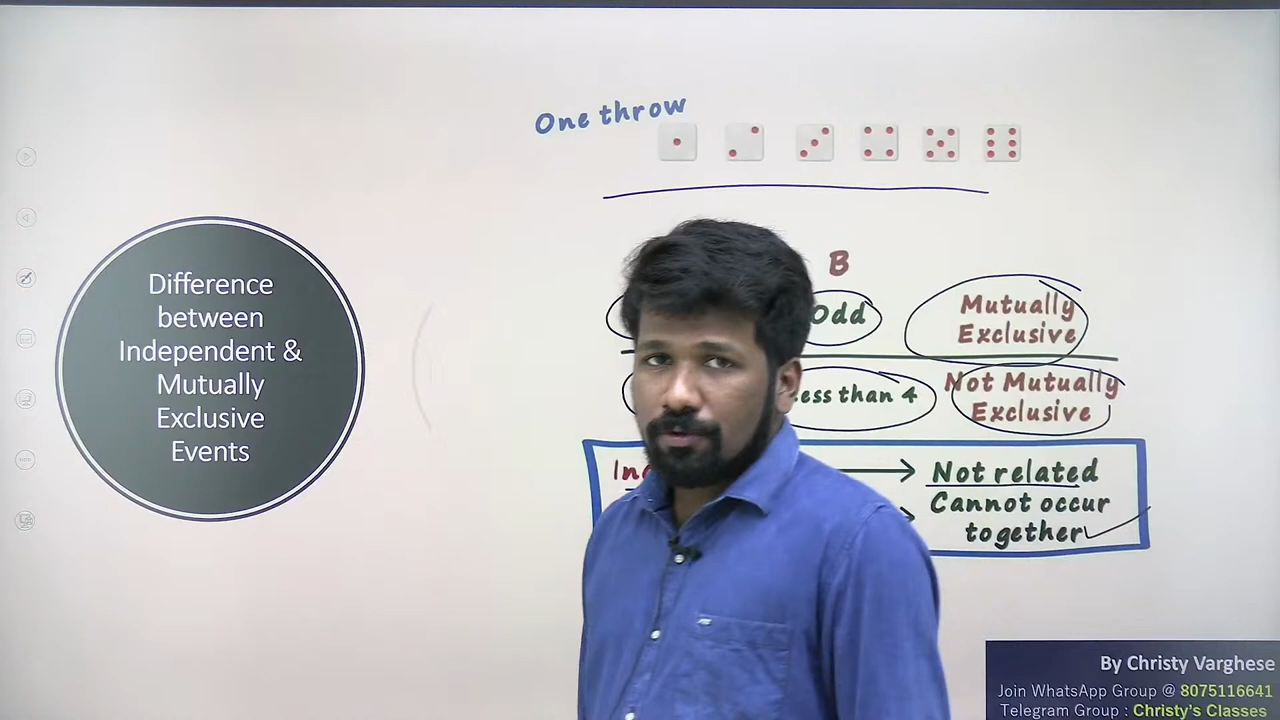 One throw
Difference
between
Independent &
Mutually
Exclusive
Events
B
Odd
Mutually
Exclusive
less than 4
Not Mutually
Exclusive
Not related
Cannot occur
together
By Christy Varghese
Join WhatsApp Group @ 8075116641
Telegram Group : Christy's Classes